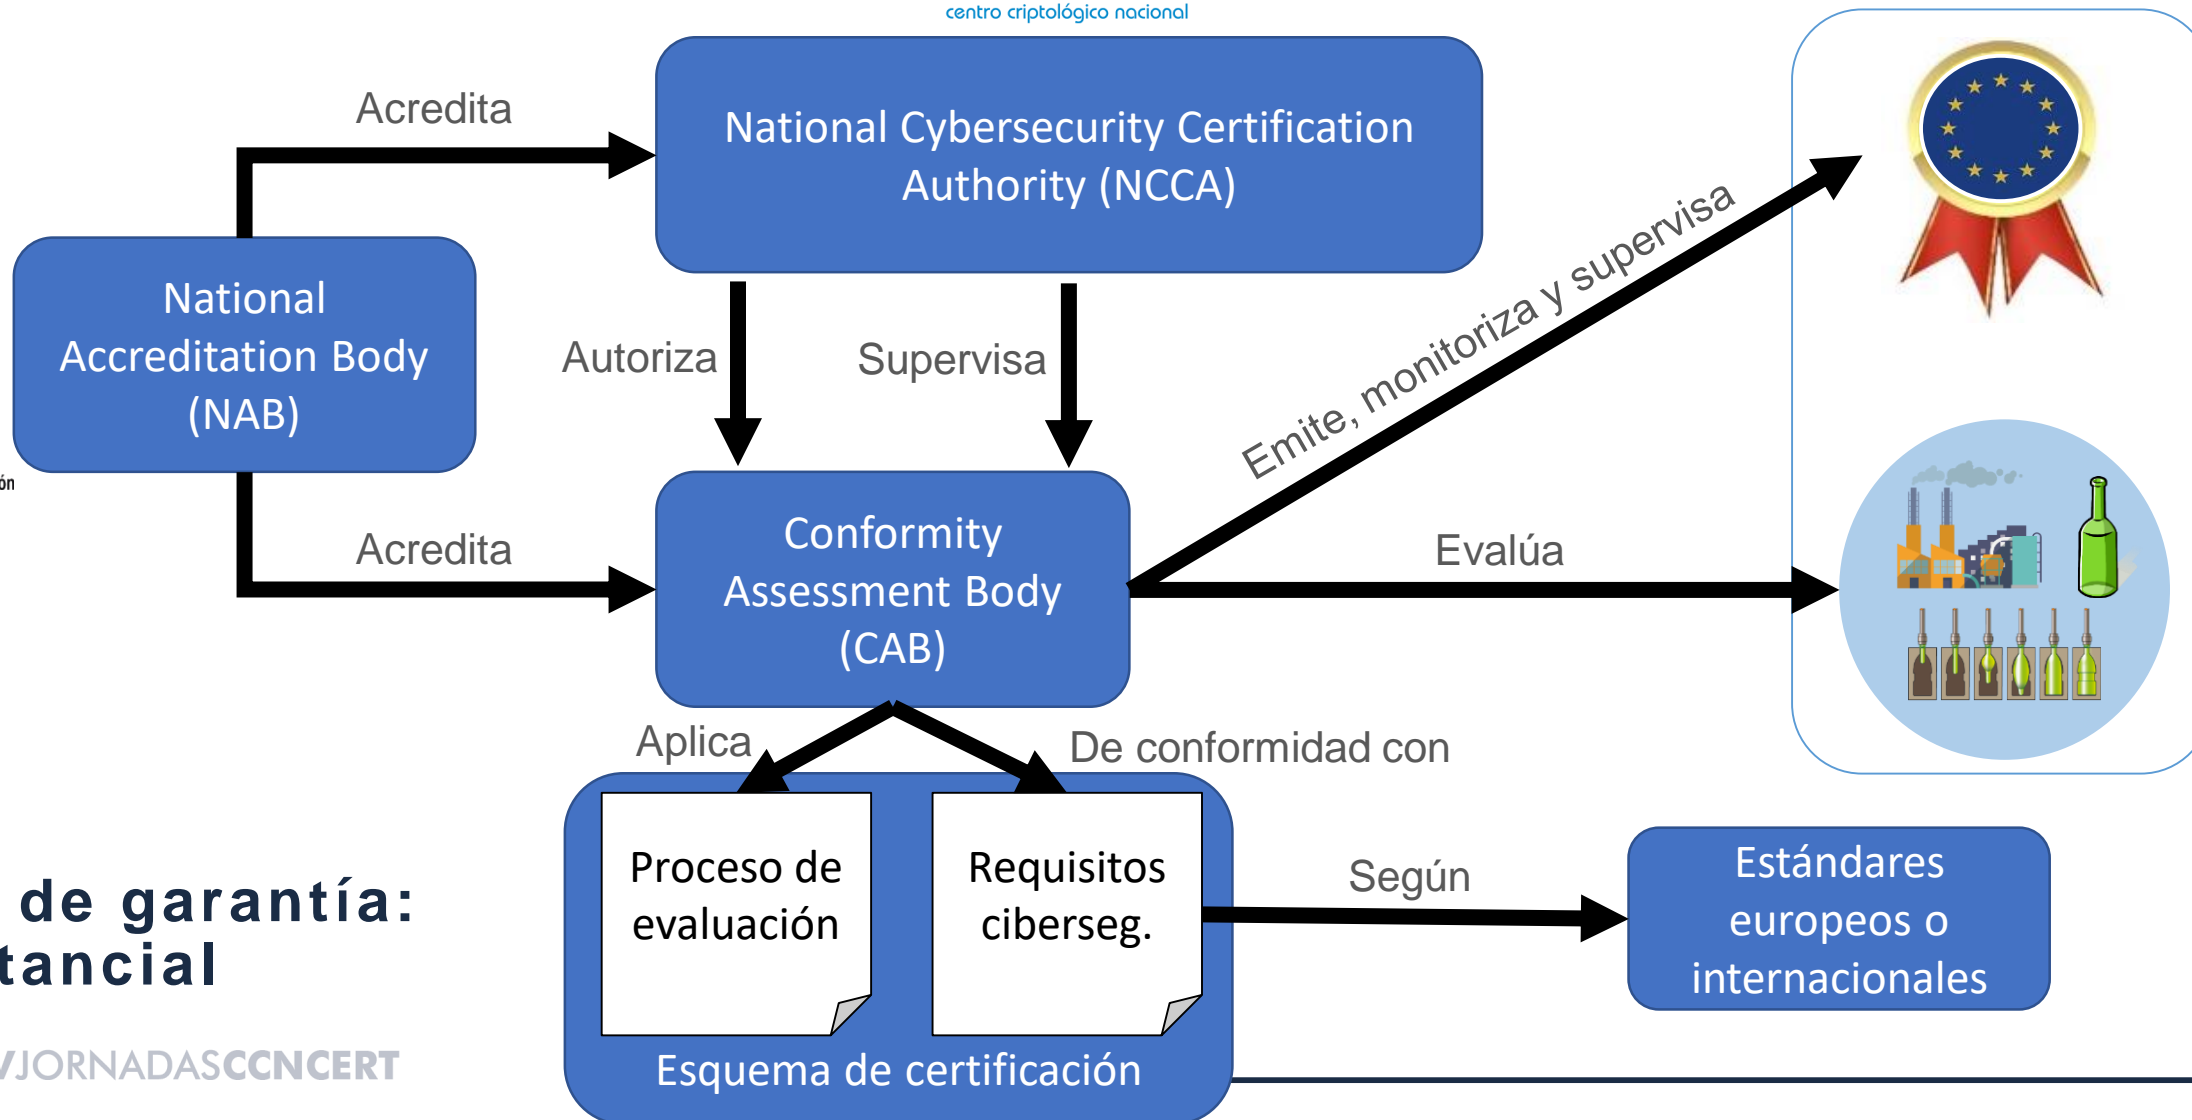 centro criptológico nacional
Acredita
National Cybersecurity Certification
Authority (NCCA)
National
Accreditation Body
(NAB)
Autoriza
Supervisa
Emite, monitoriza y supervisa
Acredita
Conformity
Assessment Body
(CAB)
Evalúa
Aplica
De conformidad con
Proceso de
evaluación
Requisitos
ciberseg.
Según
Estándares
europeos o
internacionales
Esquema de certificación
de garantía:
tancial
JORNADASCCNCERT